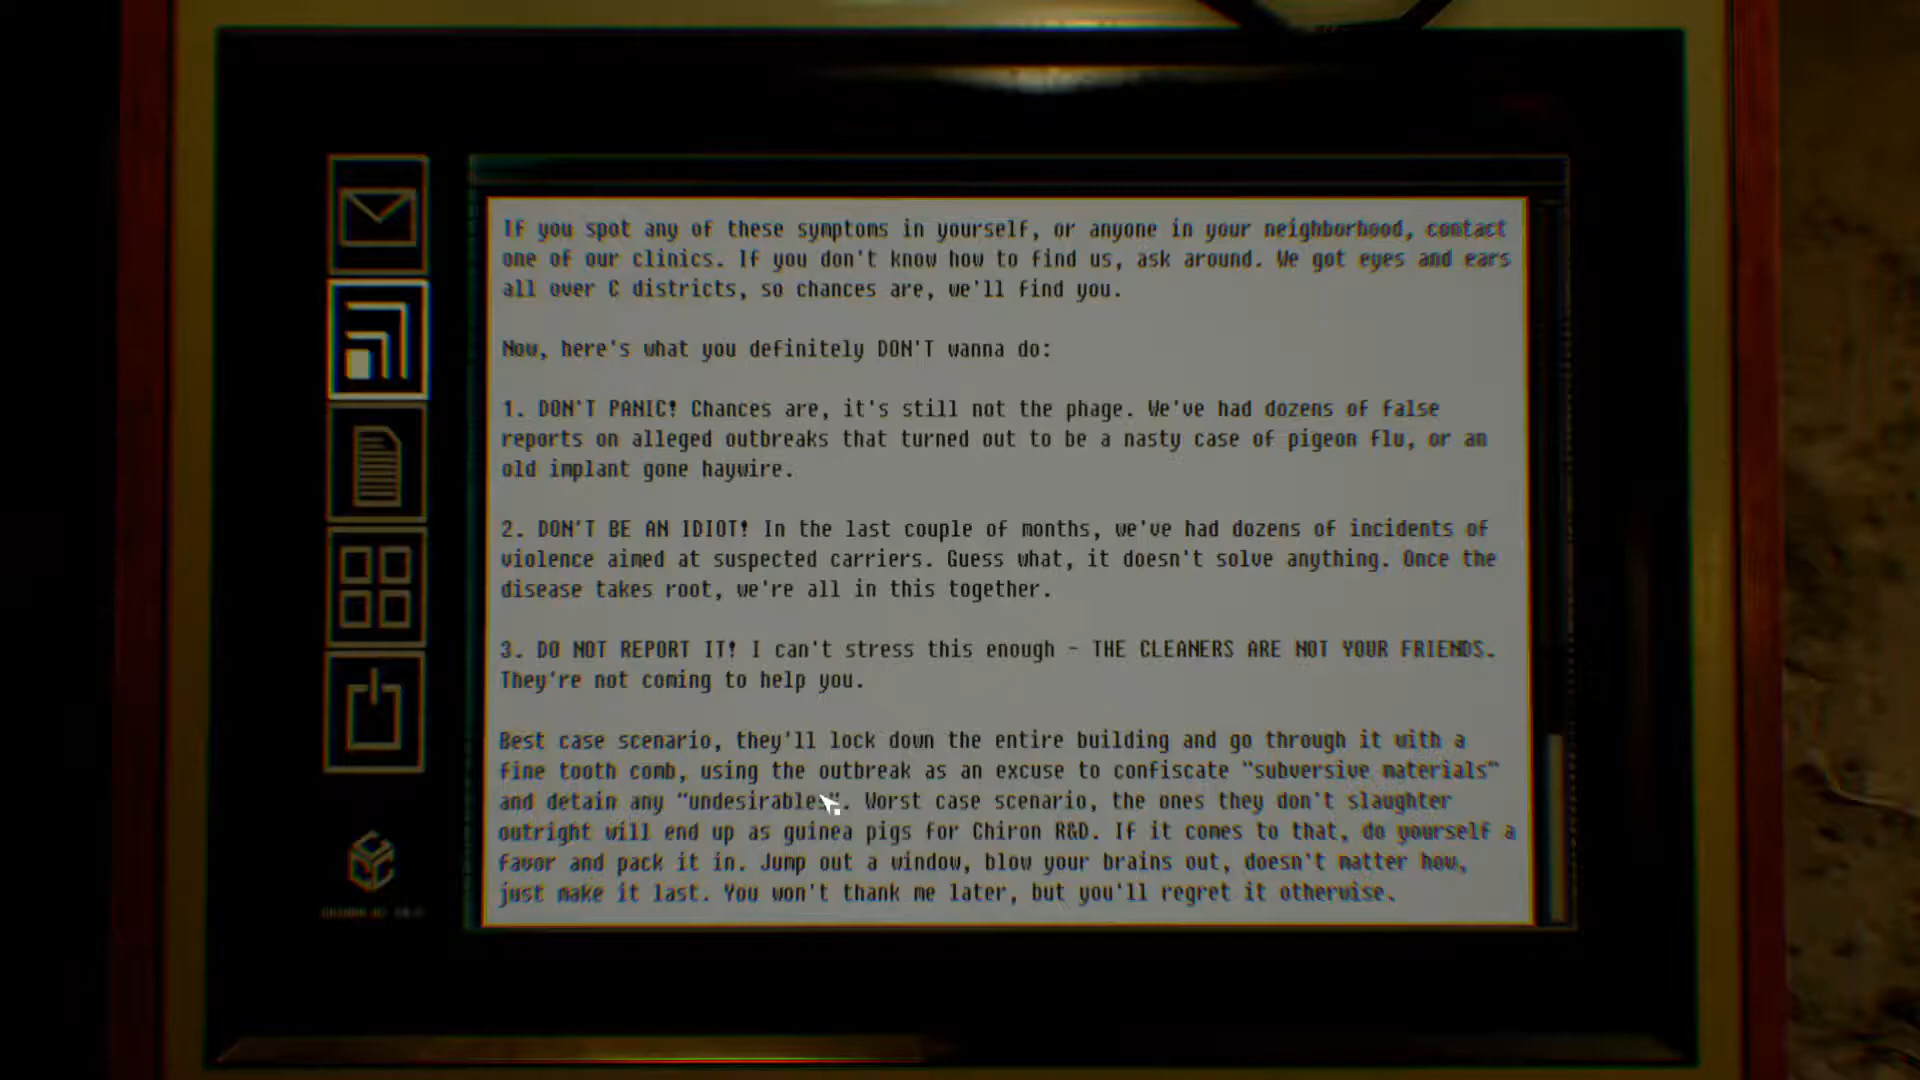 If you spot any of these symptoms in yourself, or anyone in your neighborhood, contact
one of our clinics. If you don't know how to find us, ask around. We got eyes and ears
all over C districts, so chances are, we'll find you.
Now, here's what you definitely DON'T wanna do:
1. DON'T PANIC! Chances are, it's still not the phage. We've had dozens of false
reports on alleged outbreaks that turned out to be a nasty case of pigeon flu, or an
old implant gone haywire.
2. DON'T BE AN IDIOT! In the last couple of months, we've had dozens of incidents of
violence aimed at suspected carriers. Guess what, it doesn't solve anything. Once the
disease takes root, we're all in this together.
3. DO NOT REPORT IT! I can't stress this enough - THE CLEANERS ARE NOT YOUR FRIENDS.
They're not coming to help you.
Best case scenario, they'll lock down the entire building and go through it with a
fine tooth comb, using the outbreak as an excuse to confiscate "subversive materials"
and detain any "undesirables". Worst case scenario, the ones they don't slaughter
outright will end up as guinea pigs for Chiron R&D. If it comes to that, do yourself a
favor and pack it in. Jump out a window, blow your brains out, doesn't matter how,
just make it last. You won't thank me later, but you'll regret it otherwise.